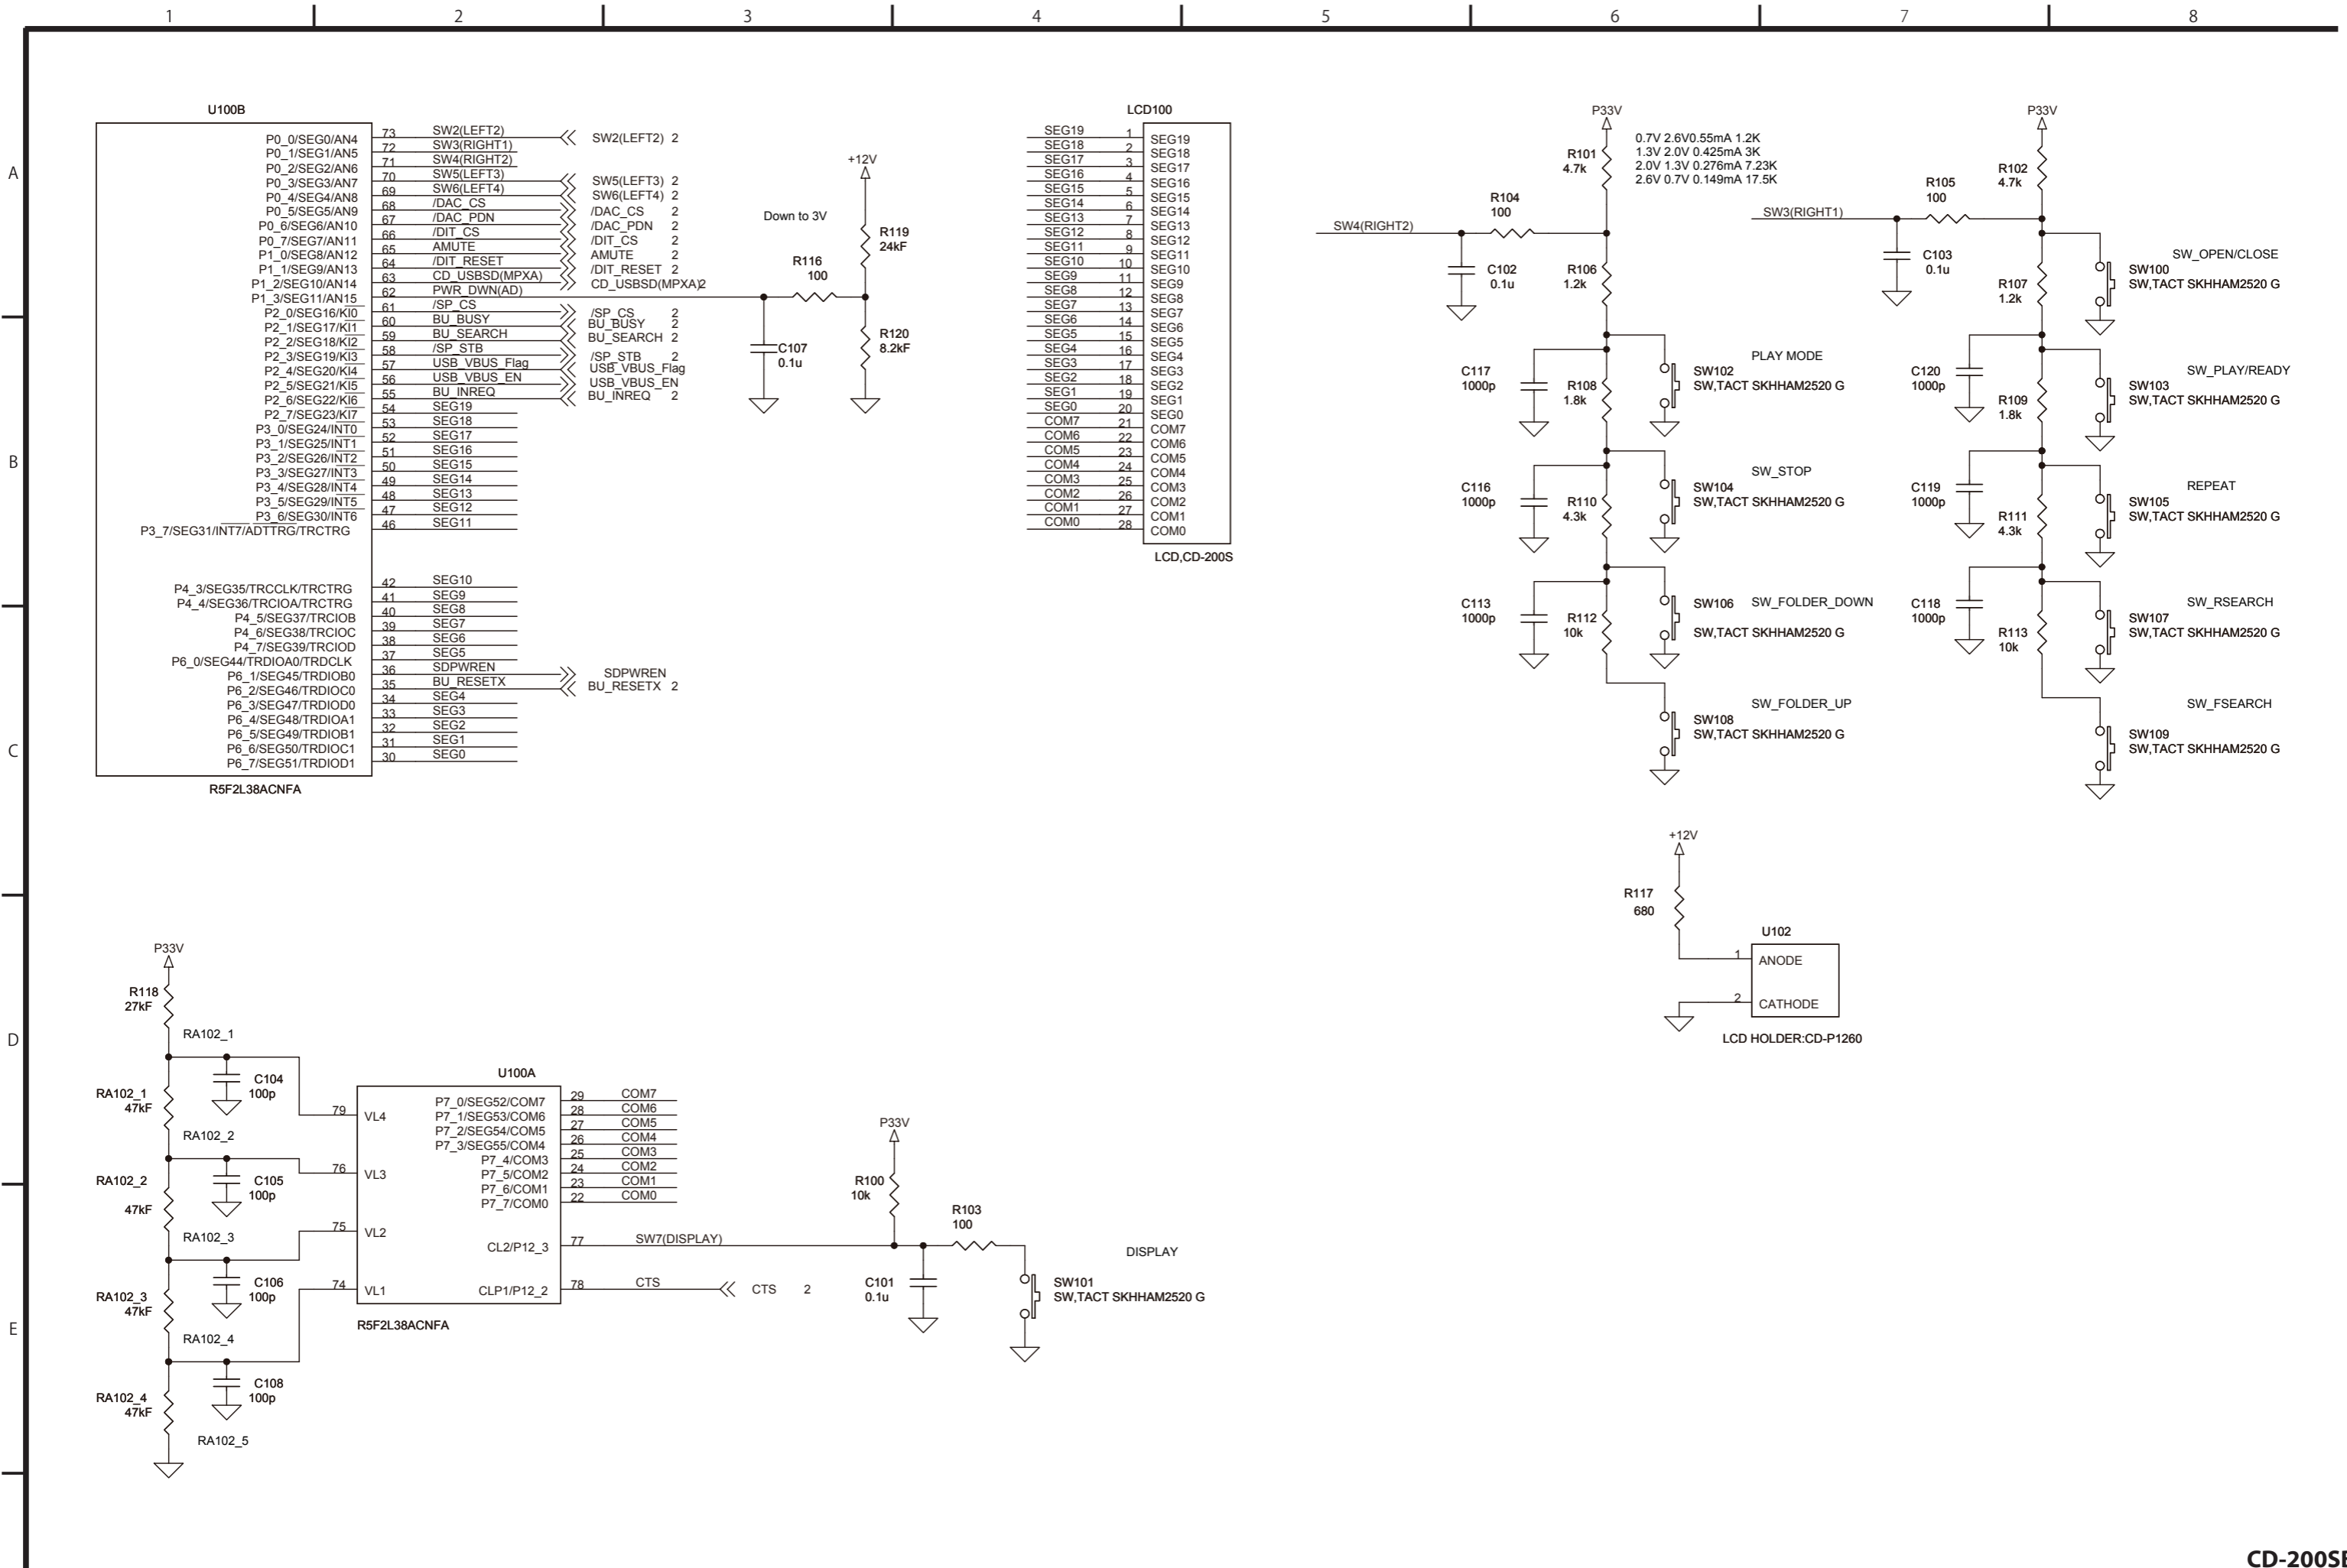 1 2 3 4 5 6 7 8
A
B
C
D
E
U100B
P0_0/SEG0/AN4 73 SW2(LEFT2) SW2(LEFT2) 2
P0_1/SEG1/AN5 72 SW3(RIGHT1)
P0_2/SEG2/AN6 71 SW4(RIGHT2)
P0_3/SEG3/AN7 70 SW5(LEFT3) SW5(LEFT3) 2
P0_4/SEG4/AN8 69 SW6(LEFT4) SW6(LEFT4) 2
P0_5/SEG5/AN9 68 /DAC_CS /DAC_CS 2
P0_6/SEG6/AN10 67 /DAC_PDN /DAC_PDN 2
P0_7/SEG7/AN11 66 /DIT_CS /DIT_CS 2
P1_0/SEG8/AN12 65 AMUTE AMUTE 2
P1_1/SEG9/AN13 64 /DIT_RESET /DIT_RESET 2
P1_2/SEG10/AN14 63 CD_USBSD(MPXA) CD_USBSD(MPXA)2
P1_3/SEG11/AN15 62 PWR_DWN(AD)
P2_0/SEG16/KI0 61 /SP_CS /SP_CS 2
P2_1/SEG17/KI1 60 BU_BUSY BU_BUSY 2
P2_2/SEG18/KI2 59 BU_SEARCH BU_SEARCH 2
P2_3/SEG19/KI3 58 /SP_STB /SP_STB 2
P2_4/SEG20/KI4 57 USB_VBUS_Flag USB_VBUS_Flag
P2_5/SEG21/KI5 56 USB_VBUS_EN USB_VBUS_EN
P2_6/SEG22/KI6 55 BU_INREQ BU_INREQ 2
P2_7/SEG23/KI7 54 SEG19
P3_0/SEG24/INT0 53 SEG18
P3_1/SEG25/INT1 52 SEG17
P3_2/SEG26/INT2 51 SEG16
P3_3/SEG27/INT3 50 SEG15
P3_4/SEG28/INT4 49 SEG14
P3_5/SEG29/INT5 48 SEG13
P3_6/SEG30/INT6 47 SEG12
P3_7/SEG31/INT7/ADTTRG/TRCTRG 46 SEG11
P4_3/SEG35/TRCCLK/TRCTRG 42 SEG10
P4_4/SEG36/TRCIOA/TRCTRG 41 SEG9
P4_5/SEG37/TRCIOB 40 SEG8
P4_6/SEG38/TRCIOC 39 SEG7
P4_7/SEG39/TRCIOD 38 SEG6
P6_0/SEG44/TRDIOA0/TRDCLK 37 SEG5
P6_1/SEG45/TRDIOB0 36 SDPWREN SDPWREN
P6_2/SEG46/TRDIOC0 35 BU_RESETX BU_RESETX 2
P6_3/SEG47/TRDIOD0 34 SEG4
P6_4/SEG48/TRDIOA1 33 SEG3
P6_5/SEG49/TRDIOB1 32 SEG2
P6_6/SEG50/TRDIOC1 31 SEG1
P6_7/SEG51/TRDIOD1 30 SEG0
R5F2L38ACNFA
+12V
Down to 3V
R119
24kF
R116
100
R120
8.2kF
C107
0.1u
LCD100
SEG19 1 SEG19
SEG18 2 SEG18
SEG17 3 SEG17
SEG16 4 SEG16
SEG15 5 SEG15
SEG14 6 SEG14
SEG13 7 SEG13
SEG12 8 SEG12
SEG11 9 SEG11
SEG10 10 SEG10
SEG9 11 SEG9
SEG8 12 SEG8
SEG7 13 SEG7
SEG6 14 SEG6
SEG5 15 SEG5
SEG4 16 SEG4
SEG3 17 SEG3
SEG2 18 SEG2
SEG1 19 SEG1
SEG0 20 SEG0
COM7 21 COM7
COM6 22 COM6
COM5 23 COM5
COM4 24 COM4
COM3 25 COM3
COM2 26 COM2
COM1 27 COM1
COM0 28 COM0
LCD,CD-200S
P33V
R101
4.7k
0.7V 2.6V0.55mA 1.2K
1.3V 2.0V 0.425mA 3K
2.0V 1.3V 0.276mA 7.23K
2.6V 0.7V 0.149mA 17.5K
SW4(RIGHT2)
R104
100
C102
0.1u
R106
1.2k
PLAY MODE
SW102
SW,TACT SKHHAM2520 G
C117
1000p
R108
1.8k
SW_STOP
SW104
SW,TACT SKHHAM2520 G
C116
1000p
R110
4.3k
SW106 SW_FOLDER_DOWN
SW,TACT SKHHAM2520 G
C113
1000p
R112
10k
SW_FOLDER_UP
SW108
SW,TACT SKHHAM2520 G
P33V
R102
4.7k
SW3(RIGHT1)
R105
100
C103
0.1u
SW_OPEN/CLOSE
SW100
SW,TACT SKHHAM2520 G
R107
1.2k
SW_PLAY/READY
SW103
SW,TACT SKHHAM2520 G
C120
1000p
R109
1.8k
REPEAT
SW105
SW,TACT SKHHAM2520 G
C119
1000p
R111
4.3k
SW_RSEARCH
SW107
SW,TACT SKHHAM2520 G
C118
1000p
R113
10k
SW_FSEARCH
SW109
SW,TACT SKHHAM2520 G
+12V
R117
680
U102
1 ANODE
2 CATHODE
LCD HOLDER:CD-P1260
P33V
R118
27kF
RA102_1
C104
100p
RA102_1
47kF
RA102_2
C105
100p
RA102_2
47kF
RA102_3
C106
100p
RA102_3
47kF
RA102_4
C108
100p
RA102_4
47kF
RA102_5
U100A
79 VL4
76 VL3
75 VL2
74 VL1
P7_0/SEG52/COM7 29 COM7
P7_1/SEG53/COM6 28 COM6
P7_2/SEG54/COM5 27 COM5
P7_3/SEG55/COM4 26 COM4
P7_4/COM3 25 COM3
P7_5/COM2 24 COM2
P7_6/COM1 23 COM1
P7_7/COM0 22 COM0
CL2/P12_3 77 SW7(DISPLAY)
CLP1/P12_2 78 CTS CTS 2
R5F2L38ACNFA
P33V
R100
10k
R103
100
C101
0.1u
DISPLAY
SW101
SW,TACT SKHHAM2520 G